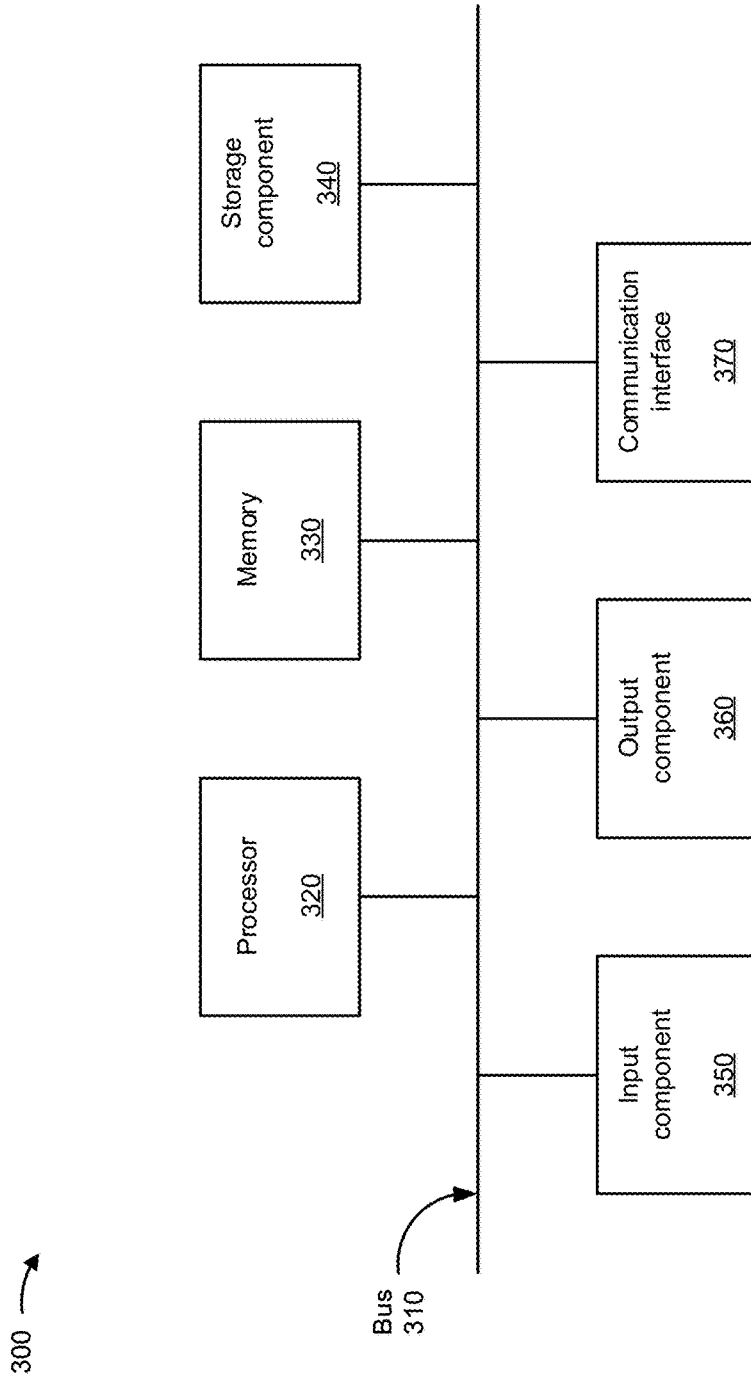 300
Processor
320
Memory
330
Storage
component
340
Bus
310
Input
component
350
Output
component
360
Communication
interface
370